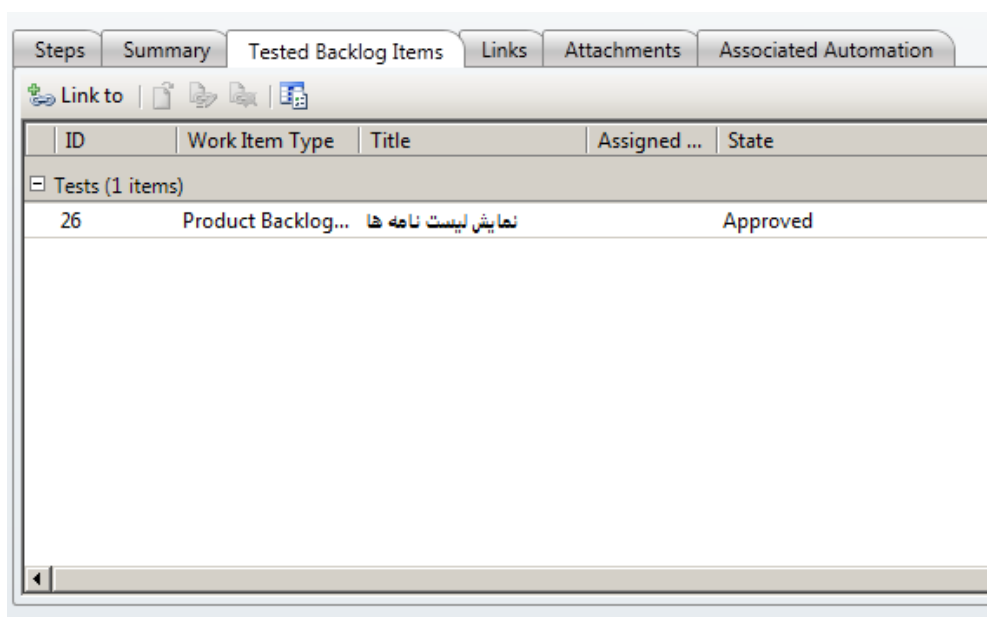 Steps Summary Tested Backlog Items Links Attachments Associated Automation
Link to
ID Work Item Type Title Assigned ... State
Tests (1 items)
26 Product Backlog... نمایش لیست نامه ها Approved